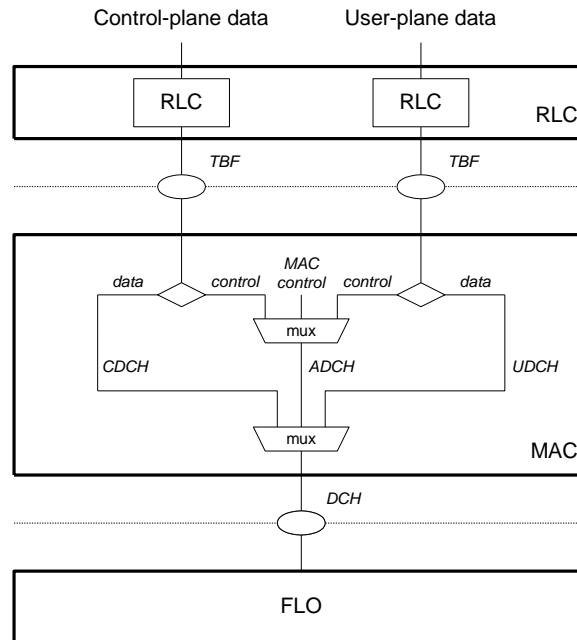 Control-plane data
User-plane data
RLC
RLC
RLC
TBF
TBF
data
control
MAC
control
control
data
mux
CDCH
ADCH
UDCH
mux
MAC
DCH
FLO